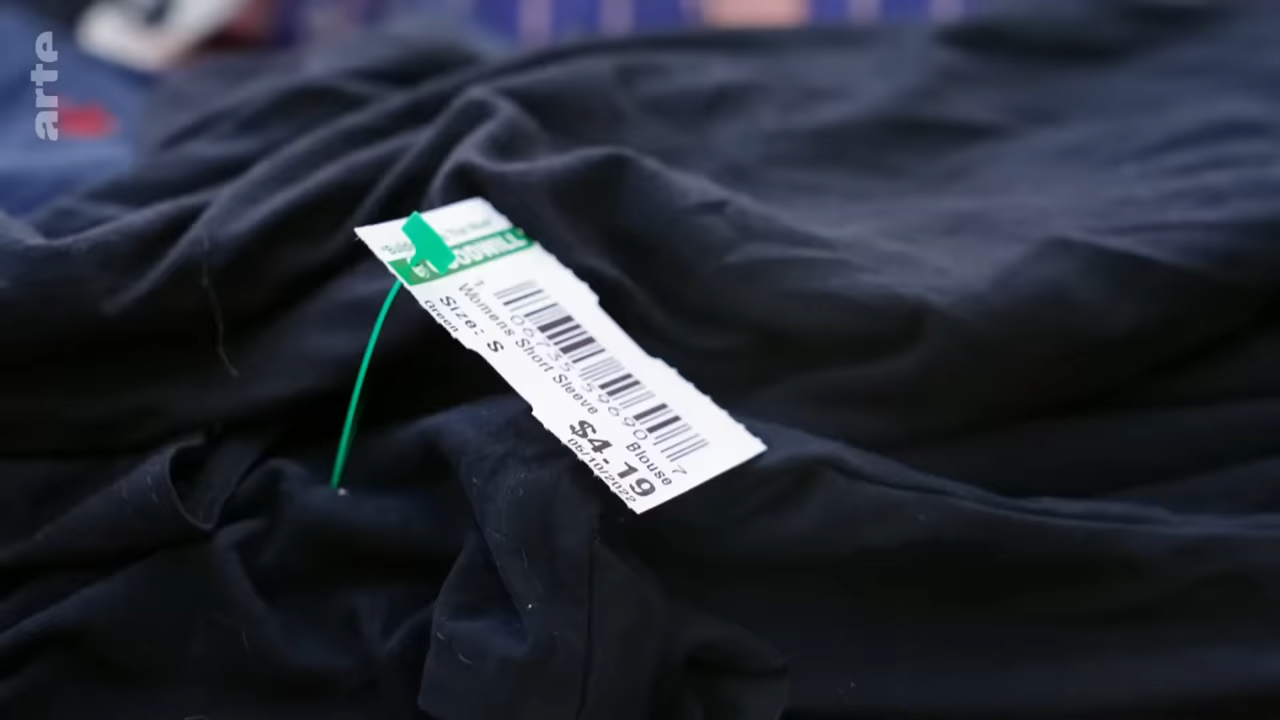 arte
GOODWILL
Womens Short Sleeve Blouse
Size: S
Green
$4.19
05/10/2022